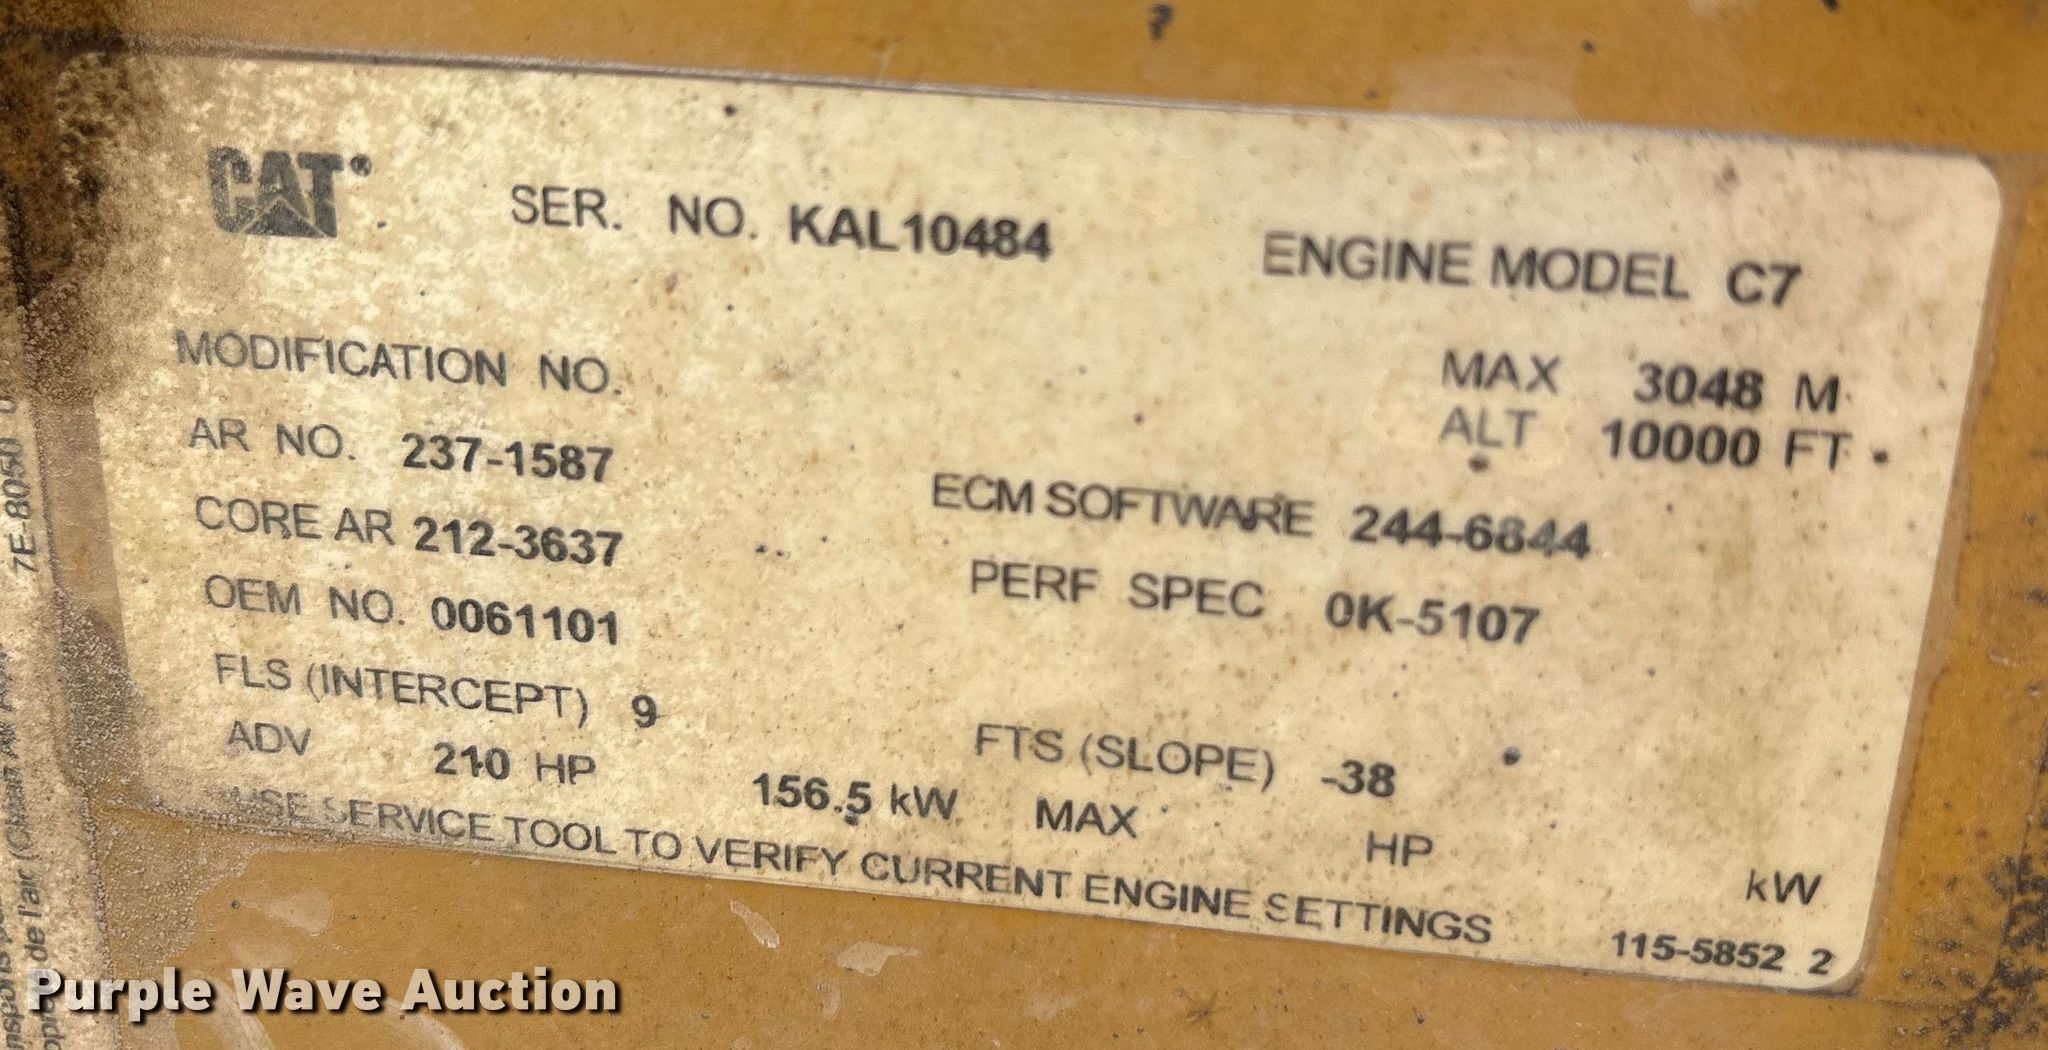 CAT
SER. NO. KAL10484
ENGINE MODEL C7
MODIFICATION NO.
MAX 3048 M
ALT 10000 FT
AR NO. 237-1587
CORE AR 212-3637
ECM SOFTWARE 244-6844
OEM NO. 0061101
PERF SPEC 0K-5107
FLS (INTERCEPT) 9
FTS (SLOPE) -38
ADV 210 HP 156.5 kW MAX HP kW
USE SERVICE TOOL TO VERIFY CURRENT ENGINE SETTINGS
115-5852 2
7E-8050
de l'air
Purple Wave Auction